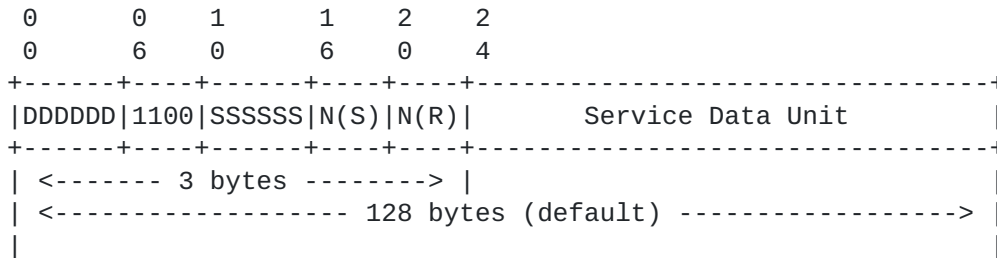 0      0  1      1   2   2
 0      6  0      6   0   4
+------+----+------+----+----+---------------------------------+
|DDDDDD|1100|SSSSSS|N(S)|N(R)|       Service Data Unit         |
+------+----+------+----+----+---------------------------------+
| <------- 3 bytes --------> |                                 |
| <------------------- 128 bytes (default) ------------------> |
|                                                              |